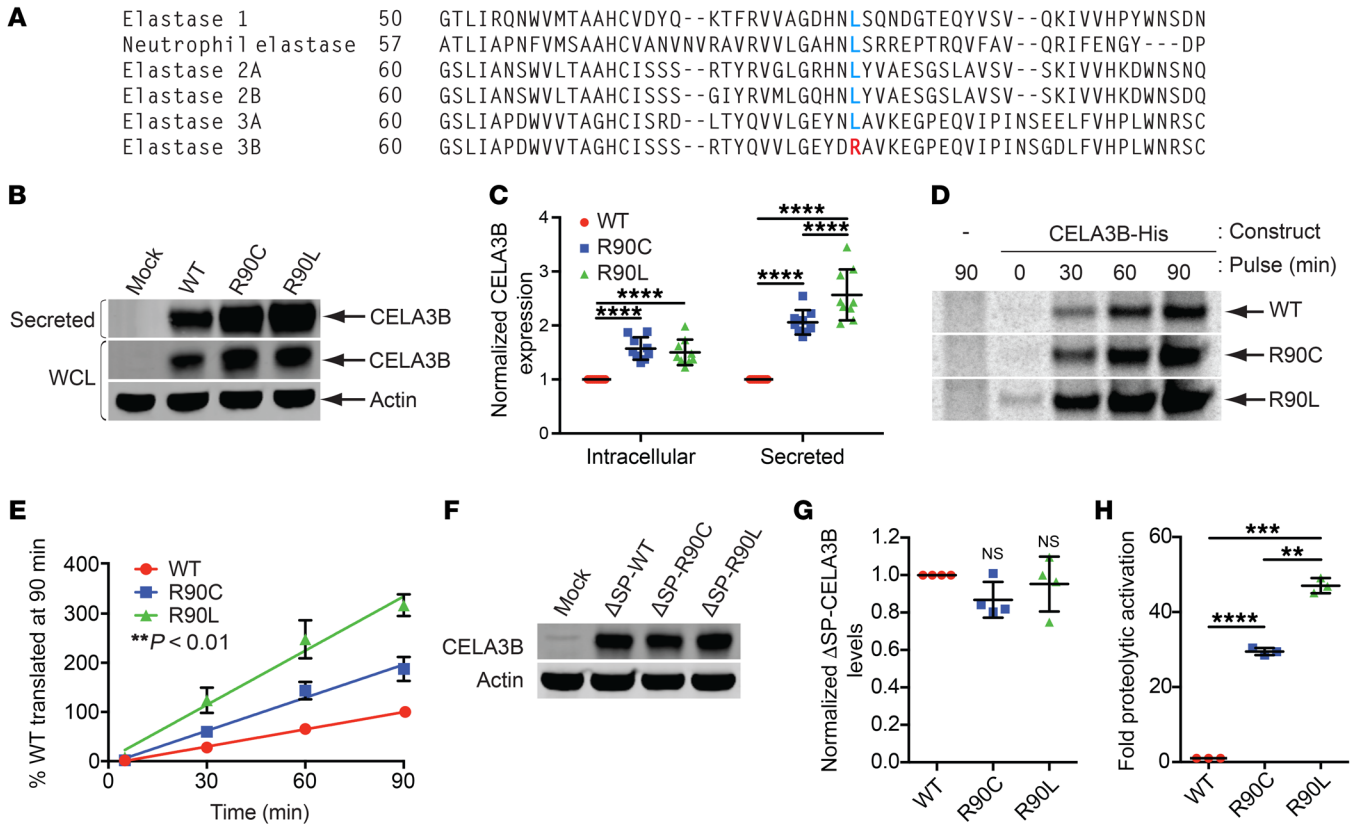 A
Elastase 1 50 GTLIRQNWVMTAAHCVDYQ--KTFRVVAGDHNLSQNDGTEQYVSV--QKIVVHPYWNSDN
Neutrophil elastase 57 ATLIAPNFVMSAAHCVANVNVRAVRVVLGAHNLSRREPTRQVFAV--QRIFENGY---DP
Elastase 2A 60 GSLIANSWVLTAAHCISSS--RTYRVGLGRHNLYVAESGSLAVSV--SKIVVHKDWNSNQ
Elastase 2B 60 GSLIANSWVLTAAHCISSS--GIYRVMLGQHNLYVAESGSLAVSV--SKIVVHKDWNSDQ
Elastase 3A 60 GSLIAPDWVVTAGHCISRD--LTYQVVLGEYNLAVKEGPEQVIPINSEELFVHPLWNRSC
Elastase 3B 60 GSLIAPDWVVTAGHCISSS--RTYQVVLGEYDRAVKEGPEQVIPINSGDLFVHPLWNRSC
B
Mock WT R90C R90L
Secreted CELA3B
WCL CELA3B
Actin
C
Normalized CELA3B expression
4
3
2
1
0
WT
R90C
R90L
**** **** **** **** ****
Intracellular Secreted
D
- CELA3B-His : Construct
90 0 30 60 90 : Pulse (min)
WT
R90C
R90L
E
% WT translated at 90 min
400
300
200
100
0
WT
R90C
R90L
**P < 0.01
0 30 60 90
Time (min)
F
Mock ΔSP-WT ΔSP-R90C ΔSP-R90L
CELA3B
Actin
G
Normalized ΔSP-CELA3B levels
1.2
1.0
0.8
0.6
0.4
0.2
0.0
NS NS
WT R90C R90L
H
Fold proteolytic activation
60
40
20
0
***
**
****
WT R90C R90L